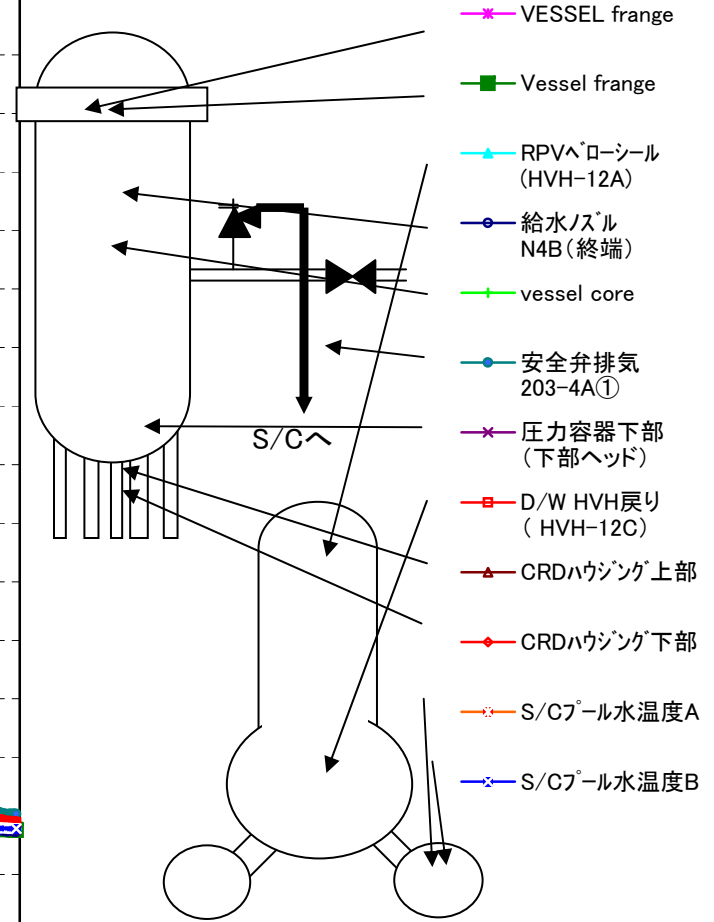 VESSEL frange
Vessel frange
RPVベローシール
(HVH-12A)
給水ノズル
N4B(終端)
vessel core
安全弁排気
203-4A①
圧力容器下部
(下部ヘッド)
D/W HVH戻り
( HVH-12C)
CRDハウジング上部
CRDハウジング下部
S/Cプール水温度A
S/Cプール水温度B
S/Cへ